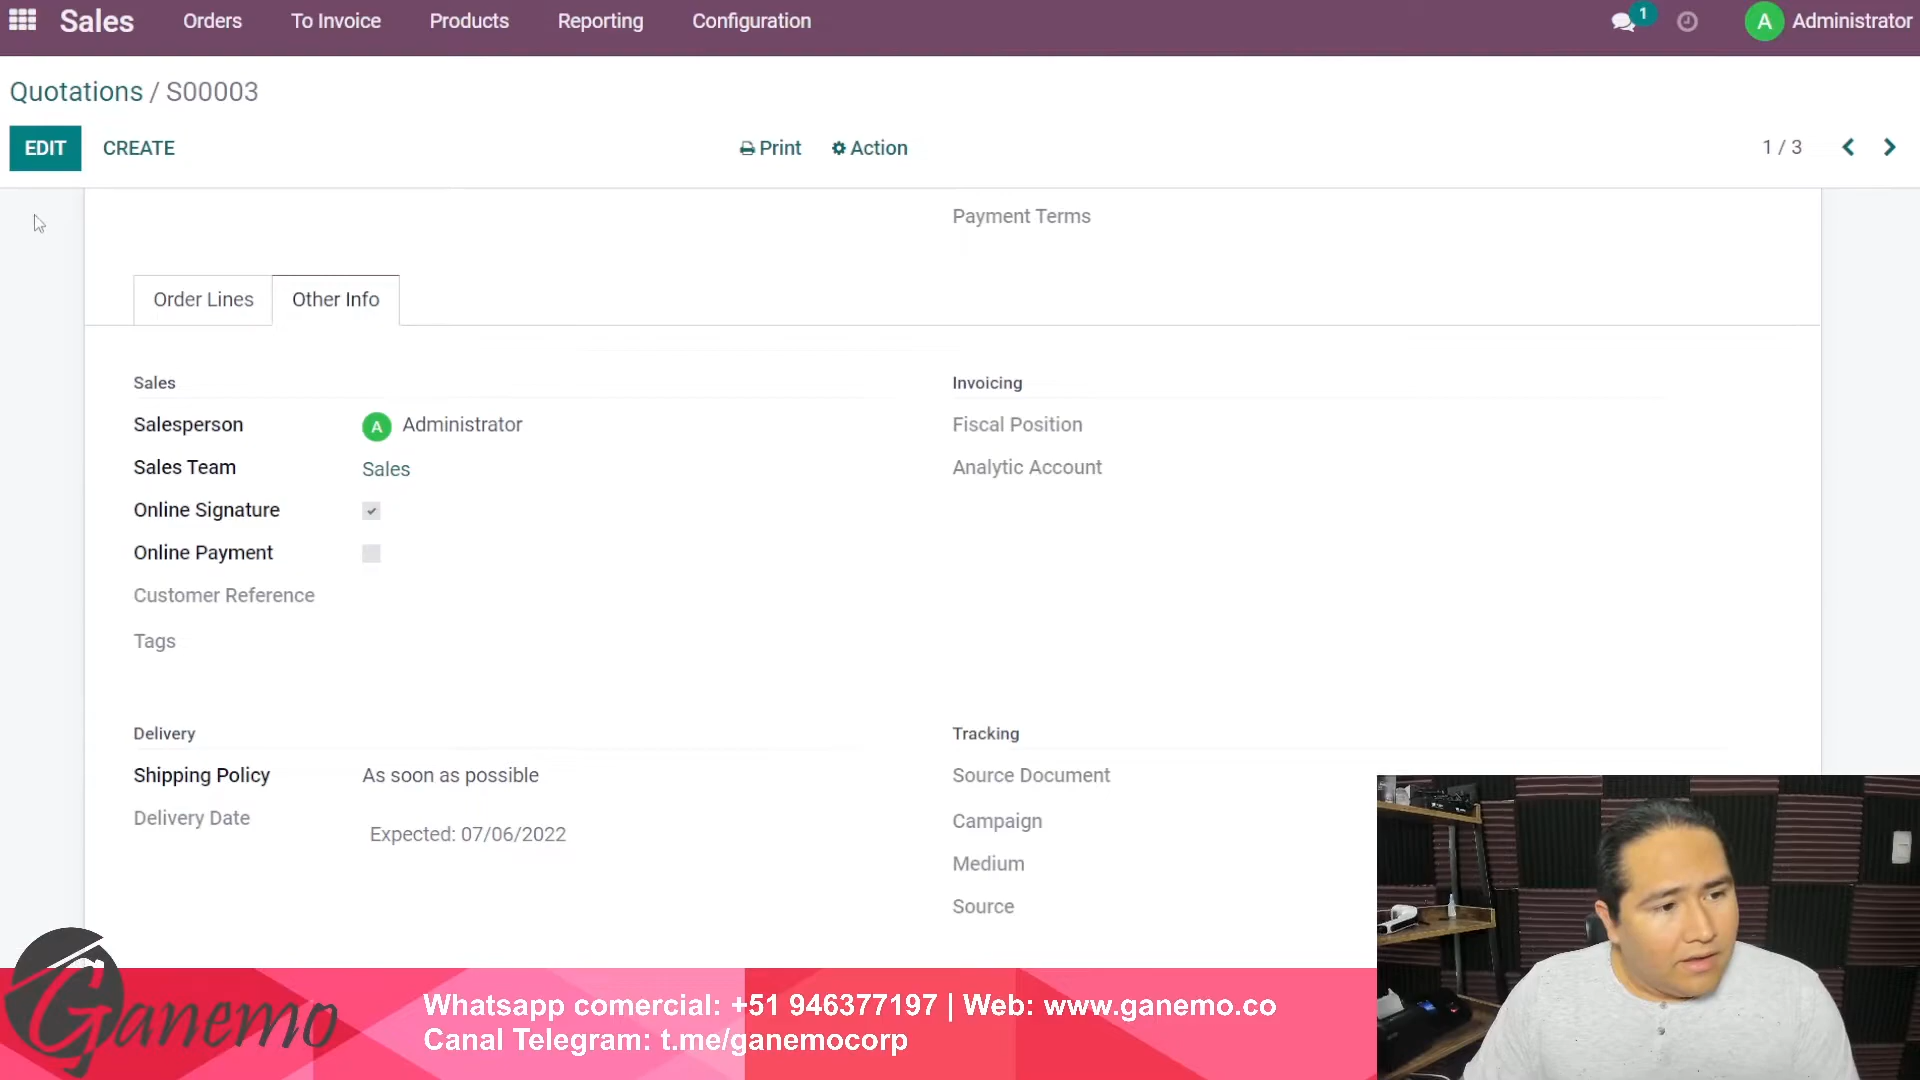 Sales Orders To Invoice Products Reporting Configuration 1 A Administrator
Quotations / S00003
EDIT CREATE Print Action 1 / 3
Payment Terms
Order Lines Other Info
Sales Invoicing
Salesperson A Administrator Fiscal Position
Sales Team Sales Analytic Account
Online Signature
Online Payment
Customer Reference
Tags
Delivery Tracking
Shipping Policy As soon as possible Source Document
Delivery Date Campaign
Expected: 07/06/2022
Medium
Source
Ganemo
Whatsapp comercial: +51 946377197 | Web: www.ganemo.co
Canal Telegram: t.me/ganemocorp